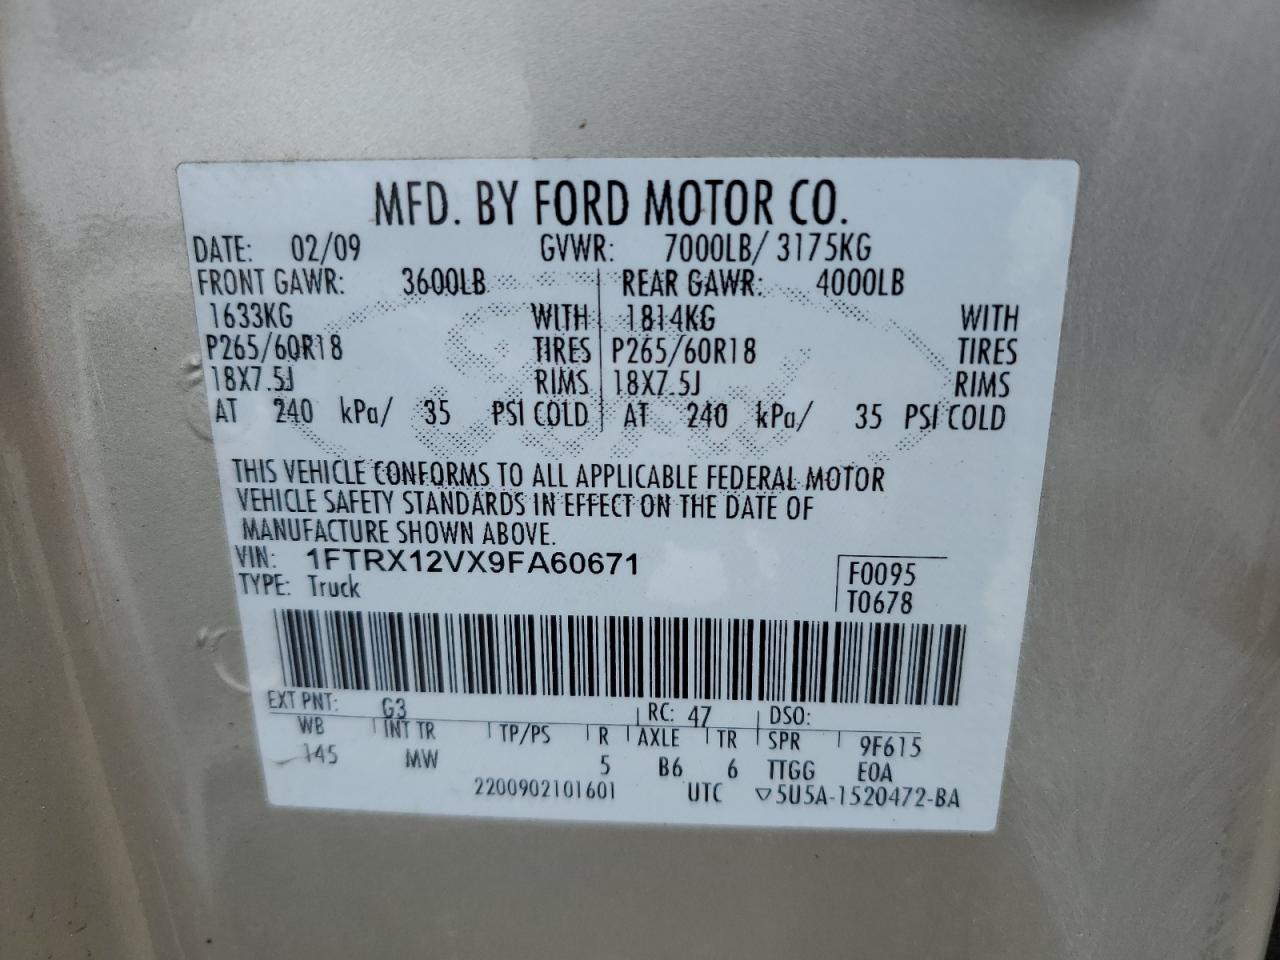 MFD. BY FORD MOTOR CO.
DATE: 02/09 GVWR: 7000LB/ 3175KG
FRONT GAWR: 3600LB REAR GAWR: 4000LB
1633KG WITH 1814KG WITH
P265/60R18 TIRES P265/60R18 TIRES
18X7.5J RIMS 18X7.5J RIMS
AT 240 kPa/ 35 PSI COLD AT 240 kPa/ 35 PSI COLD
THIS VEHICLE CONFORMS TO ALL APPLICABLE FEDERAL MOTOR
VEHICLE SAFETY STANDARDS IN EFFECT ON THE DATE OF
MANUFACTURE SHOWN ABOVE.
VIN: 1FTRX12VX9FA60671
TYPE: Truck
F0095
T0678
EXT PNT: G3 RC: 47 DSO:
WB INT TR TP/PS R AXLE TR SPR 9F615
145 MW 5 B6 6 TTGG E0A
2200902101601 UTC ▽5U5A-1520472-BA